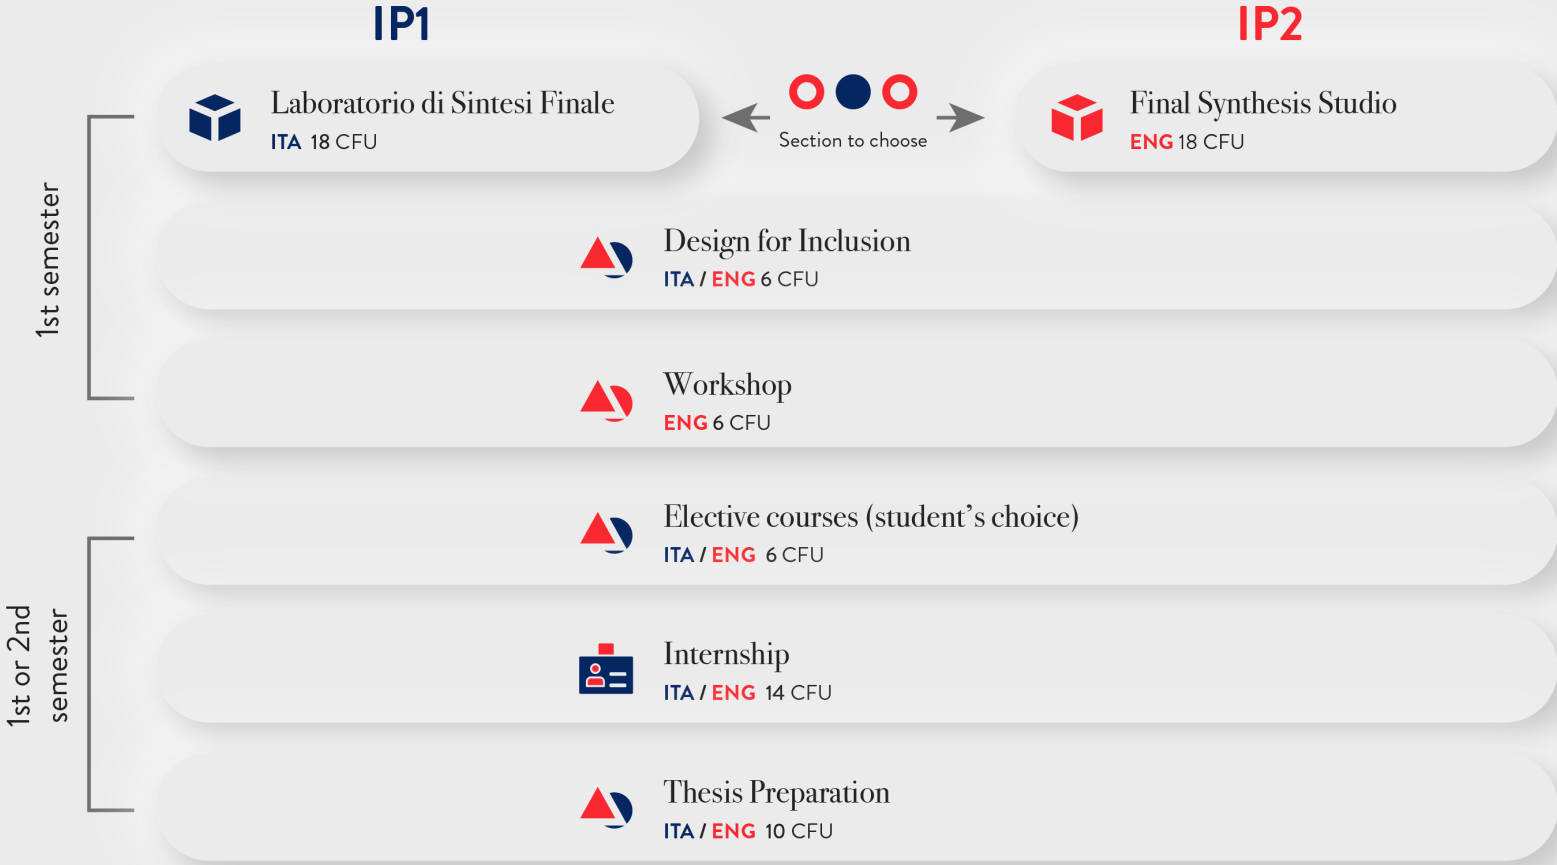 IP1
IP2
Laboratorio di Sintesi Finale
ITA 18 CFU
Section to choose
Final Synthesis Studio
ENG 18 CFU
1st semester
Design for Inclusion
ITA / ENG 6 CFU
Workshop
ENG 6 CFU
1st or 2nd
semester
Elective courses (student’s choice)
ITA / ENG 6 CFU
Internship
ITA / ENG 14 CFU
Thesis Preparation
ITA / ENG 10 CFU